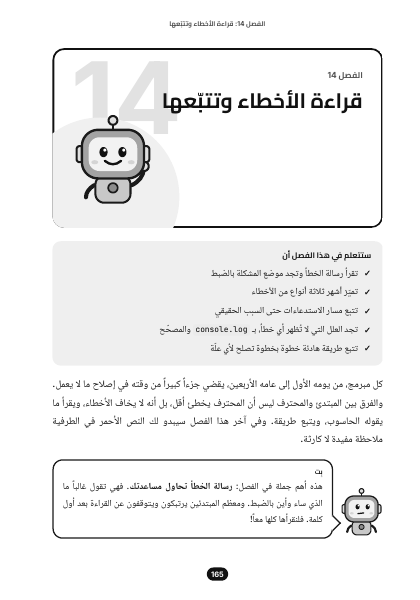 الفصل 14: قراءة الأخطاء وتتبّعها
14
الفصل 14
قراءة الأخطاء وتتبّعها
ستتعلم في هذا الفصل أن
✔ تقرأ رسالة الخطأ وتجد موضع المشكلة بالضبط
✔ تميّز أشهر ثلاثة أنواع من الأخطاء
✔ تتبع مسار الاستدعاءات حتى السبب الحقيقي
✔ تجد العلل التي لا تُظهر أي خطأ، بـ console.log والمصحّح
✔ تتبع طريقة هادئة خطوة بخطوة تصلح لأي علّة
كل مبرمج، من يومه الأول إلى عامه الأربعين، يقضي جزءاً كبيراً من وقته في إصلاح ما لا يعمل.
والفرق بين المبتدئ والمحترف ليس أن المحترف يخطئ أقل، بل أنه لا يخاف الأخطاء، ويقرأ ما
يقوله الحاسوب، ويتبع طريقة. وفي آخر هذا الفصل سيبدو لك النص الأحمر في الطرفية
ملاحظة مفيدة لا كارثة.
بِت
هذه أهم جملة في الفصل: رسالة الخطأ تحاول مساعدتك. فهي تقول غالباً ما
الذي ساء وأين بالضبط. ومعظم المبتدئين يرتبكون ويتوقفون عن القراءة بعد أول
كلمة. فلنقرأها كلها معاً!
165